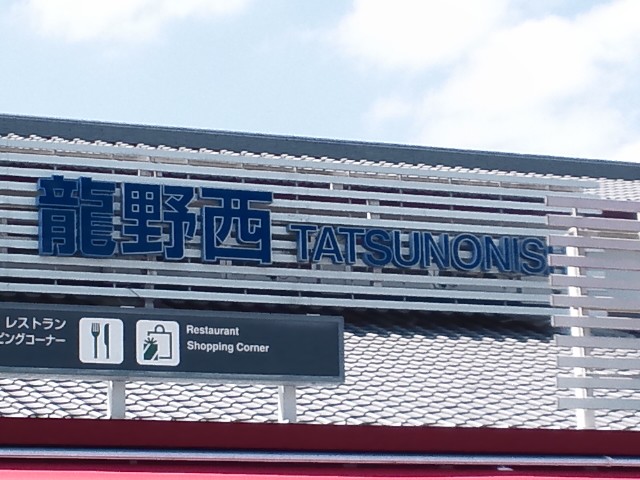 龍野西 TATSUNONIS
レストラン
ピングコーナー
Restaurant
Shopping Corner